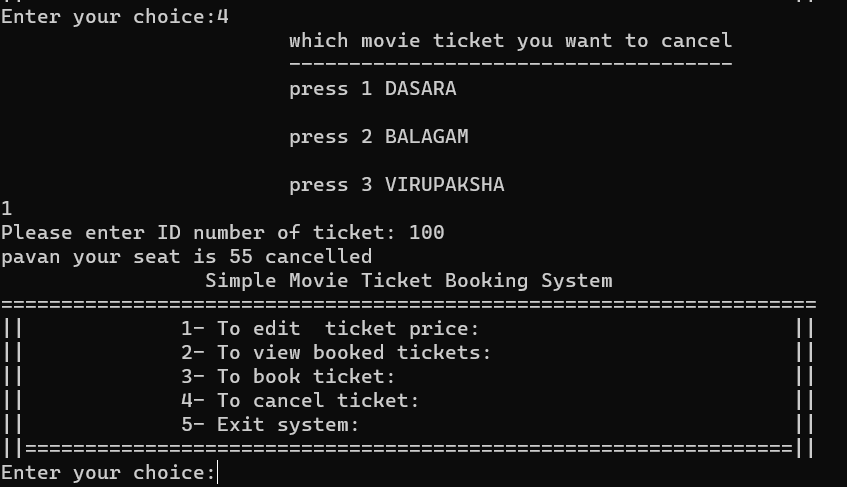 ||                                                                ||
Enter your choice:4
which movie ticket you want to cancel
-------------------------------------
press 1 DASARA
press 2 BALAGAM
press 3 VIRUPAKSHA
1
Please enter ID number of ticket: 100
pavan your seat is 55 cancelled
Simple Movie Ticket Booking System
====================================================================
||             1- To edit  ticket price:                          ||
||             2- To view booked tickets:                         ||
||             3- To book ticket:                                 ||
||             4- To cancel ticket:                               ||
||             5- Exit system:                                    ||
||================================================================||
Enter your choice: